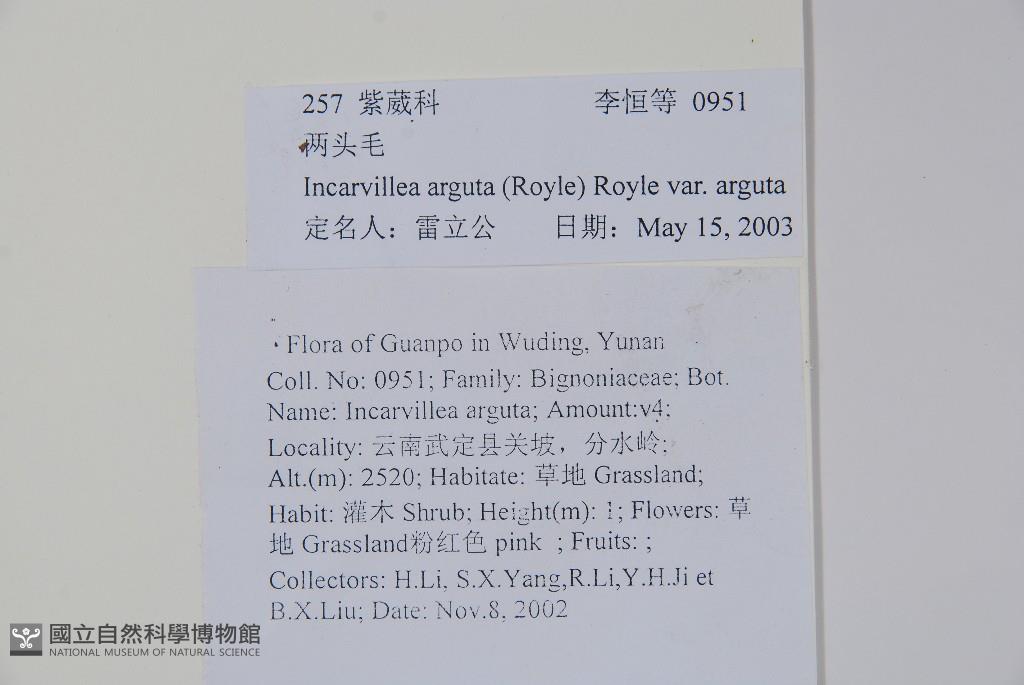 257 紫葳科 李恒等 0951
两头毛
Incarvillea arguta (Royle) Royle var. arguta
定名人：雷立公 日期：May 15, 2003
Flora of Guanpo in Wuding, Yunan
Coll. No: 0951; Family: Bignoniaceae; Bot.
Name: Incarvillea arguta; Amount:v4;
Locality: 云南武定县关坡，分水岭;
Alt.(m): 2520; Habitate: 草地 Grassland;
Habit: 灌木 Shrub; Height(m): 1; Flowers: 草
地 Grassland粉红色 pink ; Fruits: ;
Collectors: H.Li, S.X.Yang,R.Li,Y.H.Ji et
B.X.Liu; Date: Nov.8, 2002
國立自然科學博物館
NATIONAL MUSEUM OF NATURAL SCIENCE